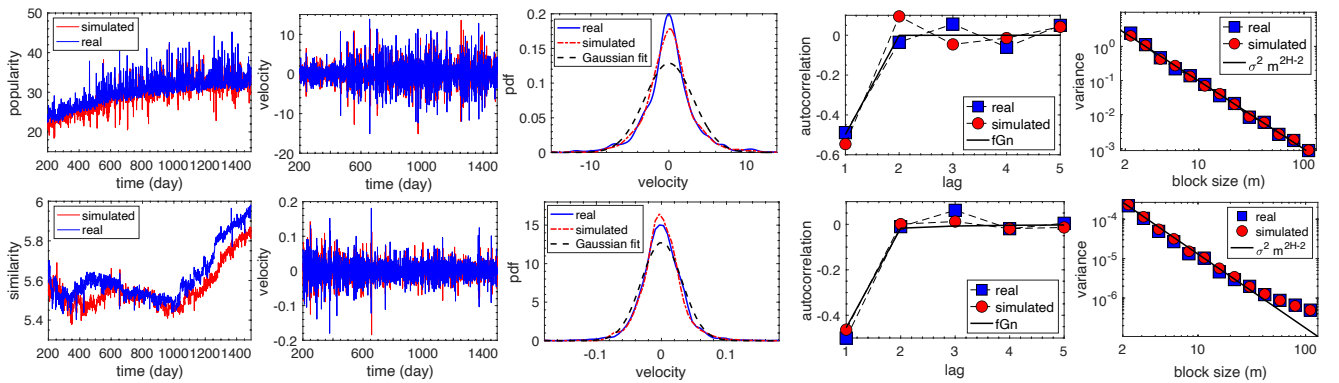 50
40
30
20
popularity
simulated
real
200 600 1000 1400
time (day)
20
10
0
-10
-20
velocity
simulated
real
200 600 1000 1400
time (day)
0.2
0.15
0.1
0.05
0
pdf
real
simulated
Gaussian fit
-10 0 10
velocity
0
-0.2
-0.4
-0.6
autocorrelation
real
simulated
fGn
1 2 3 4 5
lag
10^0
10^-1
10^-2
10^-3
variance
real
simulated
σ^2 m^2H-2
2 10 100
block size (m)
6
5.8
5.6
5.4
similarity
simulated
real
200 600 1000 1400
time (day)
0.2
0.1
0
-0.1
-0.2
velocity
simulated
real
200 600 1000 1400
time (day)
15
10
5
0
pdf
real
simulated
Gaussian fit
-0.1 0 0.1
velocity
0
-0.2
-0.4
autocorrelation
real
simulated
fGn
1 2 3 4 5
lag
10^-4
10^-5
10^-6
variance
real
simulated
σ^2 m^2H-2
2 10 100
block size (m)